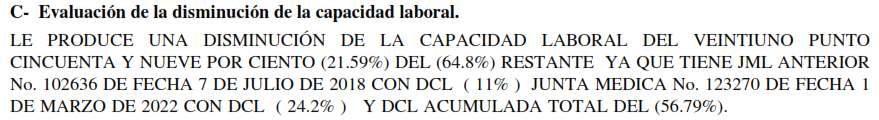 C- Evaluación de la disminución de la capacidad laboral.
LE PRODUCE UNA DISMINUCIÓN DE LA CAPACIDAD LABORAL DEL VEINTIUNO PUNTO
CINCUENTA Y NUEVE POR CIENTO (21.59%) DEL (64.8%) RESTANTE YA QUE TIENE JML ANTERIOR
No. 102636 DE FECHA 7 DE JULIO DE 2018 CON DCL ( 11% ) JUNTA MEDICA No. 123270 DE FECHA 1
DE MARZO DE 2022 CON DCL ( 24.2% ) Y DCL ACUMULADA TOTAL DEL (56.79%).